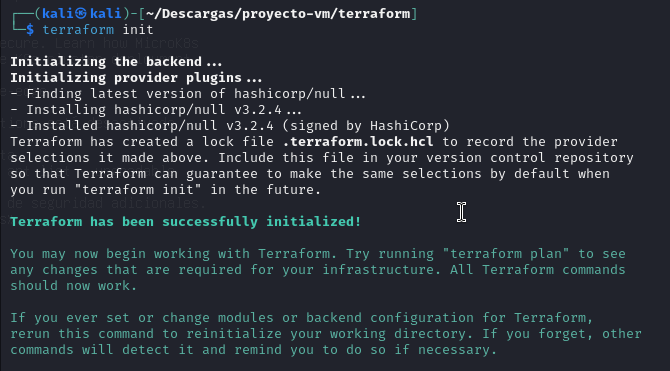 ┌──(kali㉿kali)-[~/Descargas/proyecto-vm/terraform]
└─$ terraform init
Initializing the backend...
Initializing provider plugins...
- Finding latest version of hashicorp/null...
- Installing hashicorp/null v3.2.4...
- Installed hashicorp/null v3.2.4 (signed by HashiCorp)
Terraform has created a lock file .terraform.lock.hcl to record the provider
selections it made above. Include this file in your version control repository
so that Terraform can guarantee to make the same selections by default when
you run "terraform init" in the future.
Terraform has been successfully initialized!
You may now begin working with Terraform. Try running "terraform plan" to see
any changes that are required for your infrastructure. All Terraform commands
should now work.
If you ever set or change modules or backend configuration for Terraform,
rerun this command to reinitialize your working directory. If you forget, other
commands will detect it and remind you to do so if necessary.